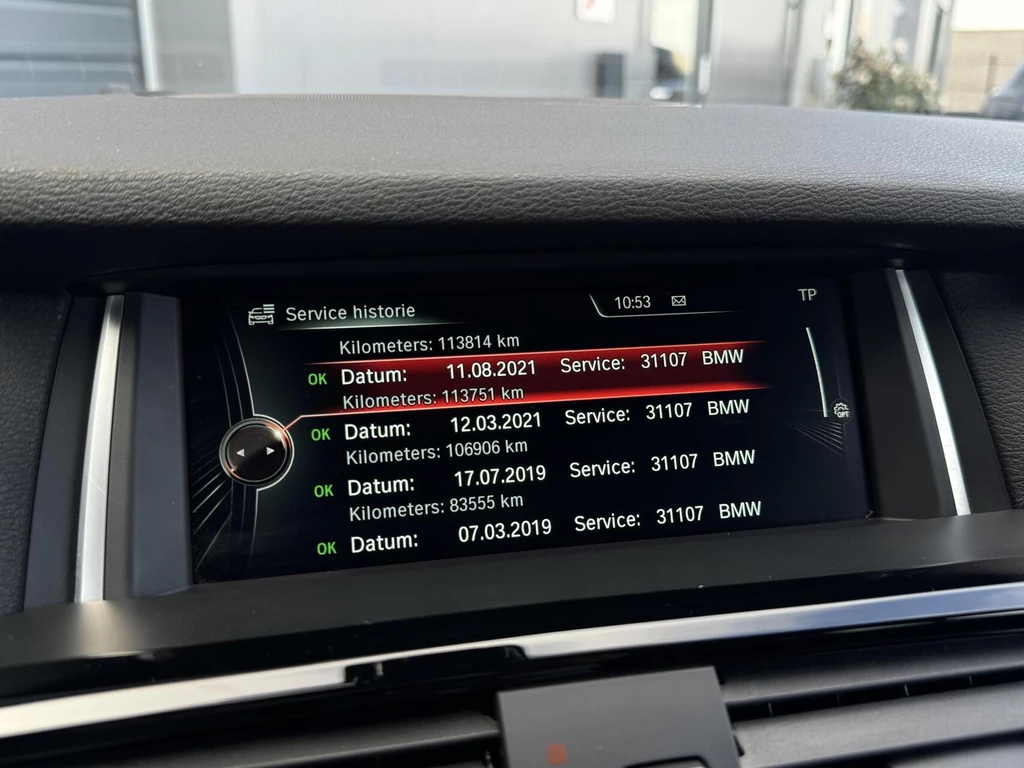 Service historie 10:53 TP
Kilometers: 113814 km
OK Datum: 11.08.2021 Service: 31107 BMW
Kilometers: 113751 km
OK Datum: 12.03.2021 Service: 31107 BMW
Kilometers: 106906 km
OK Datum: 17.07.2019 Service: 31107 BMW
Kilometers: 83555 km
OK Datum: 07.03.2019 Service: 31107 BMW
OPT